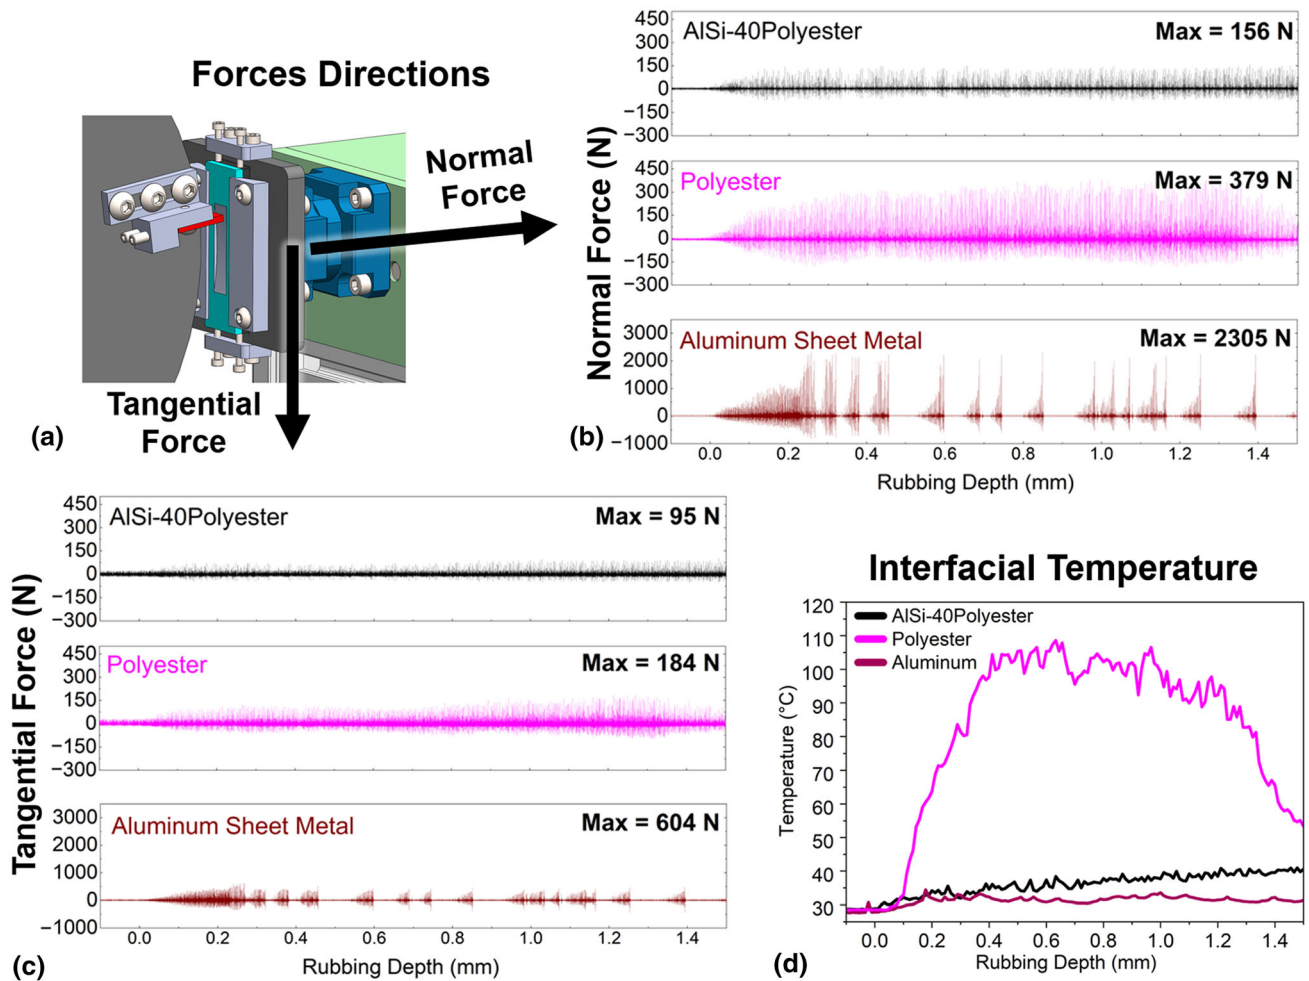 Forces Directions
Normal
Force
Tangential
Force
(a)
Normal Force (N)
AlSi-40Polyester
Max = 156 N
450
300
150
0
−150
−300
Polyester
Max = 379 N
450
300
150
0
−150
−300
Aluminum Sheet Metal
Max = 2305 N
3000
2000
1000
0
−1000
0.0 0.2 0.4 0.6 0.8 1.0 1.2 1.4
Rubbing Depth (mm)
(b)
Tangential Force (N)
AlSi-40Polyester
Max = 95 N
450
300
150
0
−150
−300
Polyester
Max = 184 N
450
300
150
0
−150
−300
Aluminum Sheet Metal
Max = 604 N
3000
2000
1000
0
−1000
0.0 0.2 0.4 0.6 0.8 1.0 1.2 1.4
Rubbing Depth (mm)
(c)
Interfacial Temperature
AlSi-40Polyester
Polyester
Aluminum
Temperature (°C)
120
110
100
90
80
70
60
50
40
30
0.0 0.2 0.4 0.6 0.8 1.0 1.2 1.4
Rubbing Depth (mm)
(d)